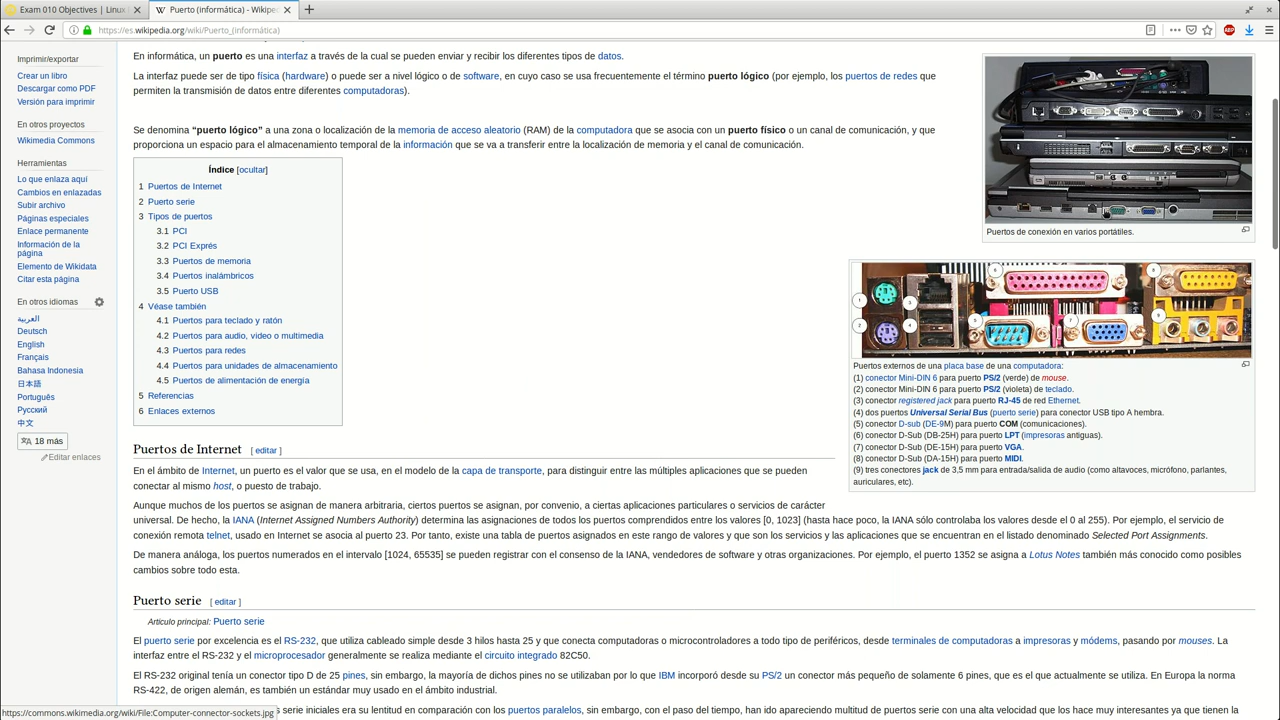 Exam 010 Objectives | Linux
Puerto (informática) - Wikipe
https://es.wikipedia.org/wiki/Puerto_(informática)
ABP
Imprimir/exportar
Crear un libro
Descargar como PDF
Versión para imprimir
En otros proyectos
Wikimedia Commons
Herramientas
Lo que enlaza aquí
Cambios en enlazadas
Subir archivo
Páginas especiales
Enlace permanente
Información de la
página
Elemento de Wikidata
Citar esta página
En otros idiomas
العربية
Deutsch
English
Français
Bahasa Indonesia
日本語
Português
Русский
中文
18 más
Editar enlaces
En informática, un puerto es una interfaz a través de la cual se pueden enviar y recibir los diferentes tipos de datos.
La interfaz puede ser de tipo física (hardware) o puede ser a nivel lógico o de software, en cuyo caso se usa frecuentemente el término puerto lógico (por ejemplo, los puertos de redes que
permiten la transmisión de datos entre diferentes computadoras).
Se denomina “puerto lógico” a una zona o localización de la memoria de acceso aleatorio (RAM) de la computadora que se asocia con un puerto físico o un canal de comunicación, y que
proporciona un espacio para el almacenamiento temporal de la información que se va a transferir entre la localización de memoria y el canal de comunicación.
Índice [ocultar]
1 Puertos de Internet
2 Puerto serie
3 Tipos de puertos
3.1 PCI
3.2 PCI Exprés
3.3 Puertos de memoria
3.4 Puertos inalámbricos
3.5 Puerto USB
4 Véase también
4.1 Puertos para teclado y ratón
4.2 Puertos para audio, vídeo o multimedia
4.3 Puertos para redes
4.4 Puertos para unidades de almacenamiento
4.5 Puertos de alimentación de energía
5 Referencias
6 Enlaces externos
Puertos de conexión en varios portátiles.
1
2
3
4
5
6
7
8
9
Puertos externos de una placa base de una computadora:
(1) conector Mini-DIN 6 para puerto PS/2 (verde) de mouse.
(2) conector Mini-DIN 6 para puerto PS/2 (violeta) de teclado.
(3) conector registered jack para puerto RJ-45 de red Ethernet.
(4) dos puertos Universal Serial Bus (puerto serie) para conector USB tipo A hembra.
(5) conector D-sub (DE-9M) para puerto COM (comunicaciones).
(6) conector D-Sub (DB-25H) para puerto LPT (impresoras antiguas).
(7) conector D-Sub (DE-15H) para puerto VGA.
(8) conector D-Sub (DA-15H) para puerto MIDI.
(9) tres conectores jack de 3,5 mm para entrada/salida de audio (como altavoces, micrófono, parlantes,
auriculares, etc).
Puertos de Internet [ editar ]
En el ámbito de Internet, un puerto es el valor que se usa, en el modelo de la capa de transporte, para distinguir entre las múltiples aplicaciones que se pueden
conectar al mismo host, o puesto de trabajo.
Aunque muchos de los puertos se asignan de manera arbitraria, ciertos puertos se asignan, por convenio, a ciertas aplicaciones particulares o servicios de carácter
universal. De hecho, la IANA (Internet Assigned Numbers Authority) determina las asignaciones de todos los puertos comprendidos entre los valores [0, 1023] (hasta hace poco, la IANA sólo controlaba los valores desde el 0 al 255). Por ejemplo, el servicio de
conexión remota telnet, usado en Internet se asocia al puerto 23. Por tanto, existe una tabla de puertos asignados en este rango de valores y que son los servicios y las aplicaciones que se encuentran en el listado denominado Selected Port Assignments.
De manera análoga, los puertos numerados en el intervalo [1024, 65535] se pueden registrar con el consenso de la IANA, vendedores de software y otras organizaciones. Por ejemplo, el puerto 1352 se asigna a Lotus Notes también más conocido como posibles
cambios sobre todo esta.
Puerto serie [ editar ]
Artículo principal: Puerto serie
El puerto serie por excelencia es el RS-232, que utiliza cableado simple desde 3 hilos hasta 25 y que conecta computadoras o microcontroladores a todo tipo de periféricos, desde terminales de computadoras a impresoras y módems, pasando por mouses. La
interfaz entre el RS-232 y el microprocesador generalmente se realiza mediante el circuito integrado 82C50.
El RS-232 original tenía un conector tipo D de 25 pines, sin embargo, la mayoría de dichos pines no se utilizaban por lo que IBM incorporó desde su PS/2 un conector más pequeño de solamente 6 pines, que es el que actualmente se utiliza. En Europa la norma
RS-422, de origen alemán, es también un estándar muy usado en el ámbito industrial.
serie iniciales era su lentitud en comparación con los puertos paralelos, sin embargo, con el paso del tiempo, han ido apareciendo multitud de puertos serie con una alta velocidad que los hace muy interesantes ya que tienen la
https://commons.wikimedia.org/wiki/File:Computer-connector-sockets.jpg